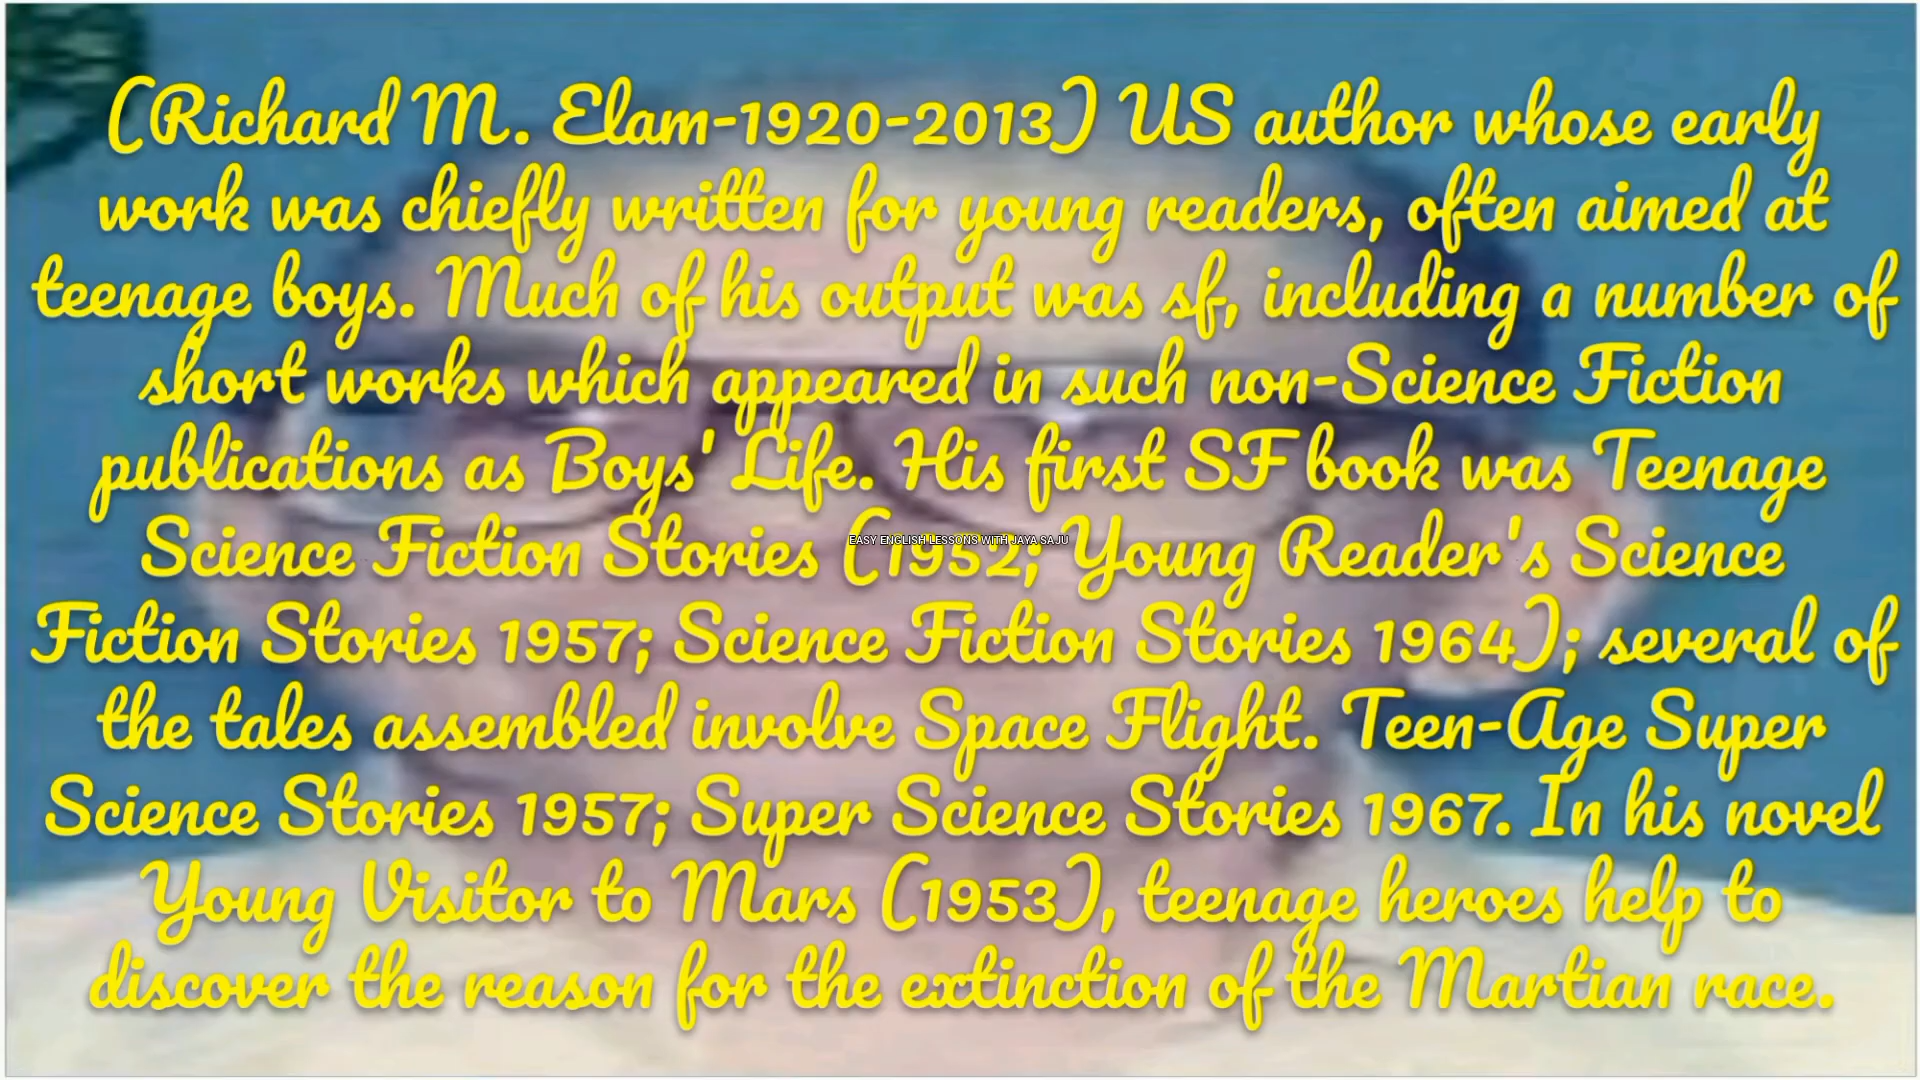 (Richard M. Elam-1920-2013) US author whose early
work was chiefly written for young readers, often aimed at
teenage boys. Much of his output was sf, including a number of
short works which appeared in such non-Science Fiction
publications as Boys' Life. His first SF book was Teenage
Science Fiction Stories (1952; Young Reader's Science
EASY ENGLISH LESSONS WITH JAYA SAJU
Fiction Stories 1957; Science Fiction Stories 1964); several of
the tales assembled involve Space Flight. Teen-Age Super
Science Stories 1957; Super Science Stories 1967. In his novel
Young Visitor to Mars (1953), teenage heroes help to
discover the reason for the extinction of the Martian race.